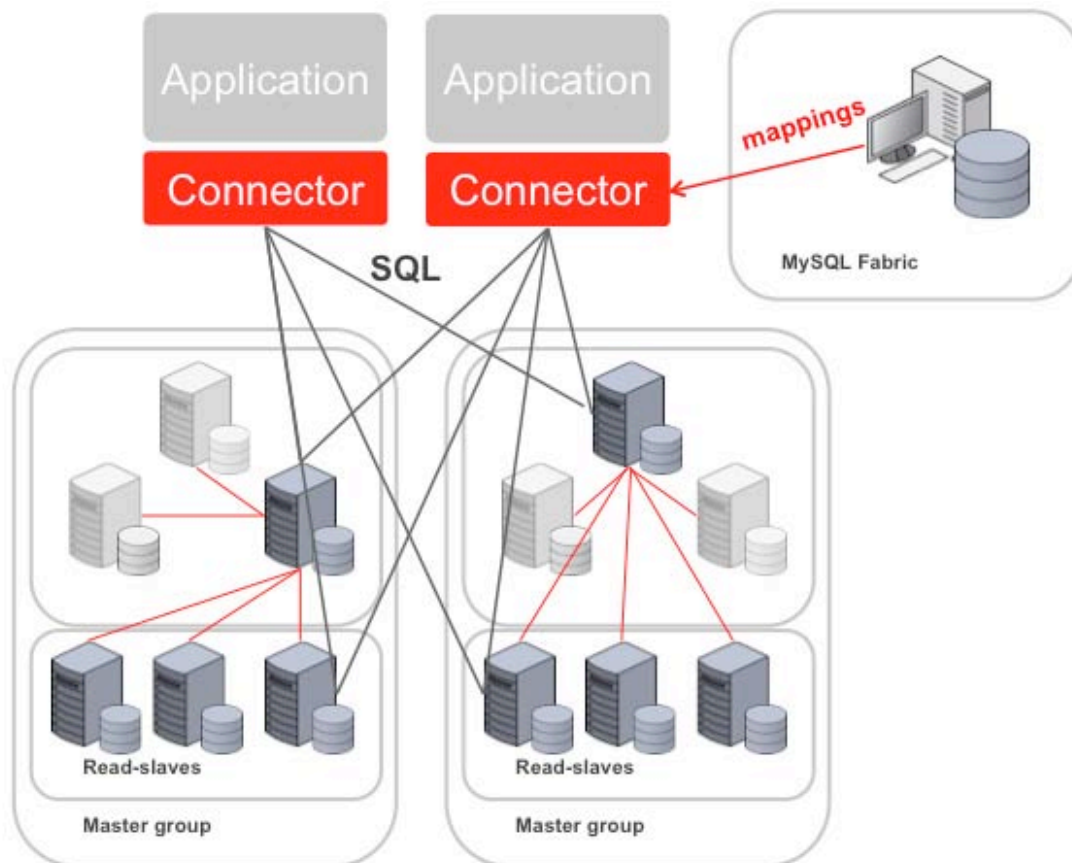 Application
Application
mappings
Connector
Connector
SQL
MySQL Fabric
Read-slaves
Read-slaves
Master group
Master group